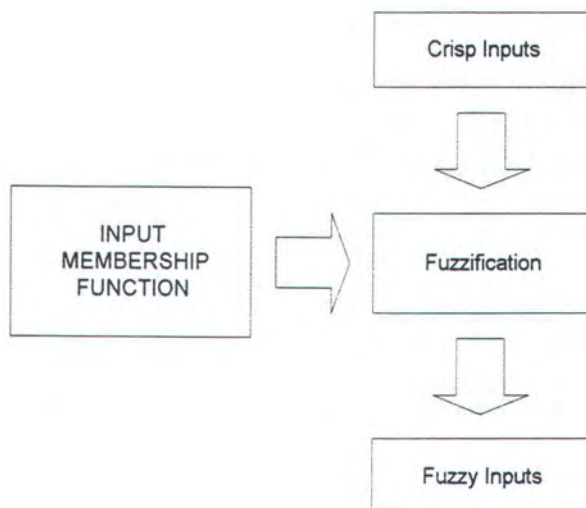 Crisp Inputs
INPUT
MEMBERSHIP
FUNCTION
Fuzzification
Fuzzy Inputs